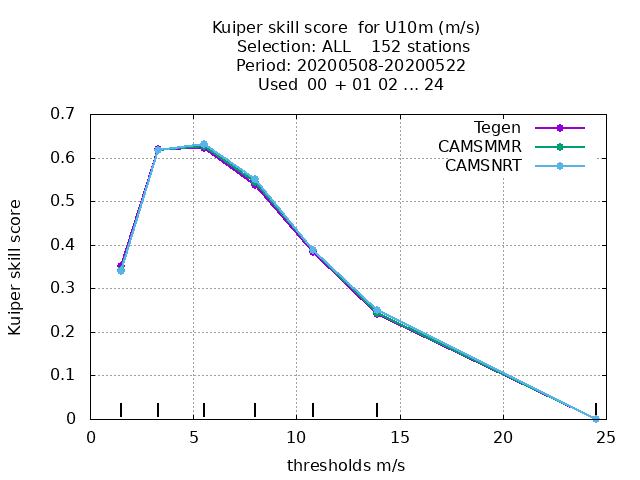 Kuiper skill score  for U10m (m/s)
Selection: ALL    152 stations
Period: 20200508-20200522
Used  00  + 01 02 ... 24
Tegen
CAMSMMR
CAMSNRT
0.7
0.6
0.5
0.4
0.3
0.2
0.1
0
Kuiper skill score
0 5 10 15 20 25
thresholds m/s